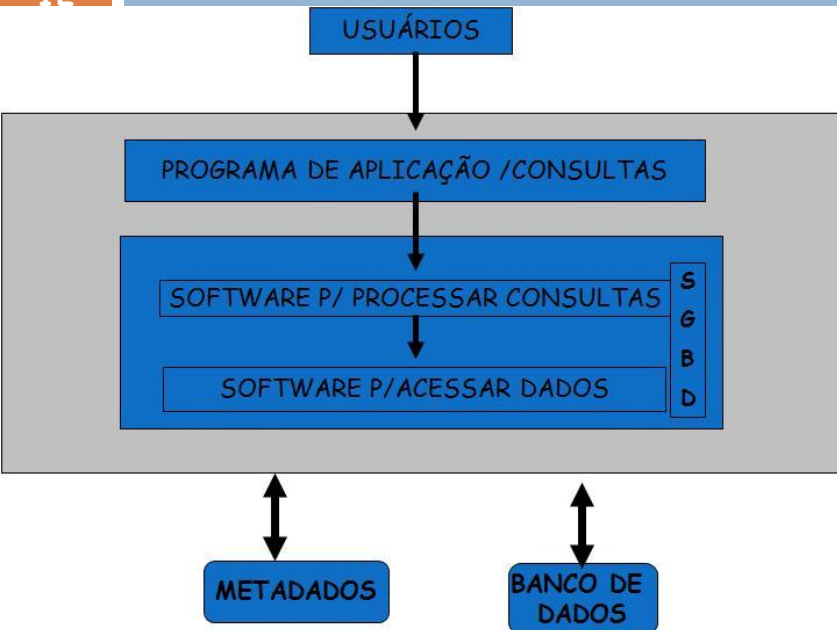 USUÁRIOS
PROGRAMA DE APLICAÇÃO /CONSULTAS
SOFTWARE P/ PROCESSAR CONSULTAS
SOFTWARE P/ACESSAR DADOS
S
G
B
D
METADADOS
BANCO DE
DADOS